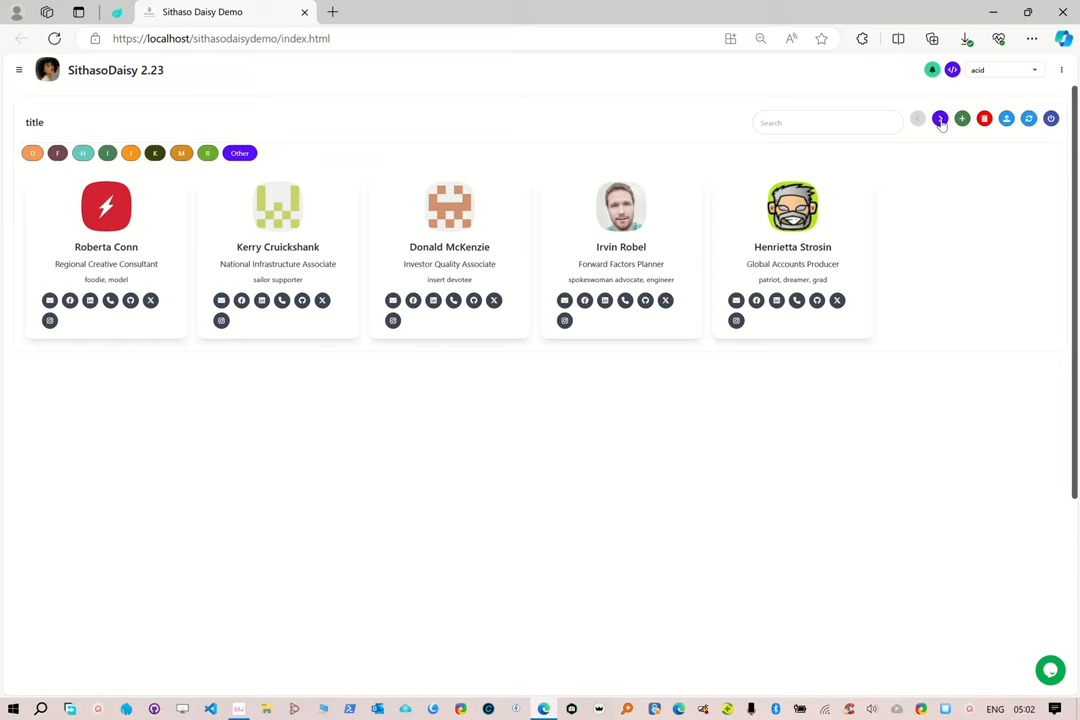 Sithaso Daisy Demo
https://localhost/sithasodaisydemo/index.html
SithasoDaisy 2.23
acid
title
Search
D F H I J K M R Other
Roberta Conn
Regional Creative Consultant
foodie, model
Kerry Cruickshank
National Infrastructure Associate
sailor supporter
Donald McKenzie
Investor Quality Associate
insert devotee
Irvin Robel
Forward Factors Planner
spokeswoman advocate, engineer
Henrietta Strosin
Global Accounts Producer
patriot, dreamer, grad
ENG 05:02